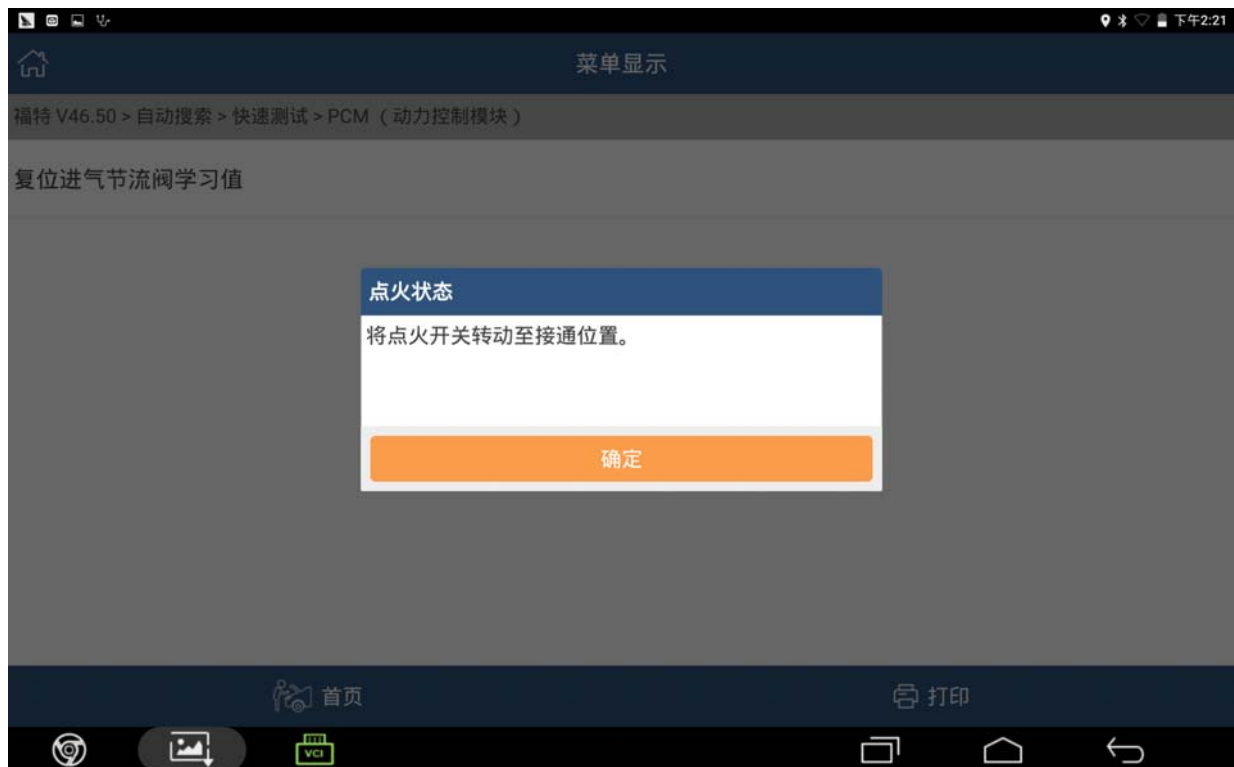 下午2:21
菜单显示
福特 V46.50 > 自动搜索 > 快速测试 > PCM （动力控制模块）
复位进气节流阀学习值
点火状态
将点火开关转动至接通位置。
确定
首页
打印
VCI